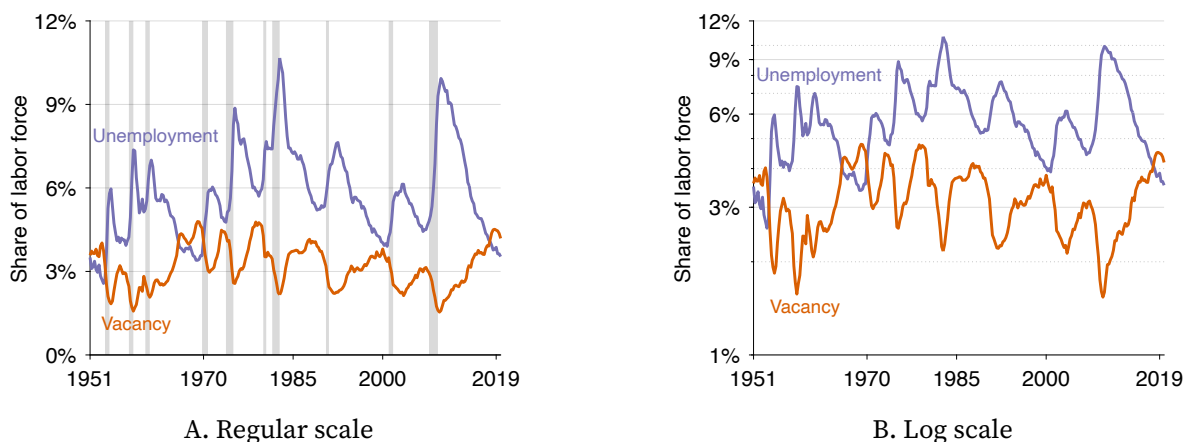 Share of labor force
12%
9%
6%
3%
0%
Unemployment
Vacancy
1951
1970
1985
2000
2019
A. Regular scale
Share of labor force
12%
9%
6%
3%
1%
Unemployment
Vacancy
1951
1970
1985
2000
2019
B. Log scale